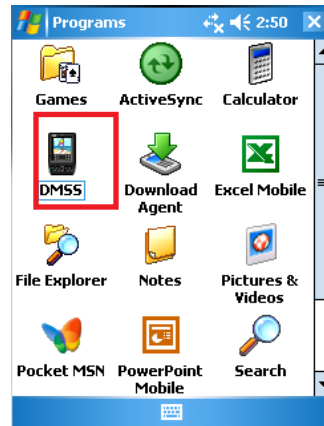 Programs 2:50
Games ActiveSync Calculator
DMSS Download Agent Excel Mobile
File Explorer Notes Pictures & Videos
Pocket MSN PowerPoint Mobile Search